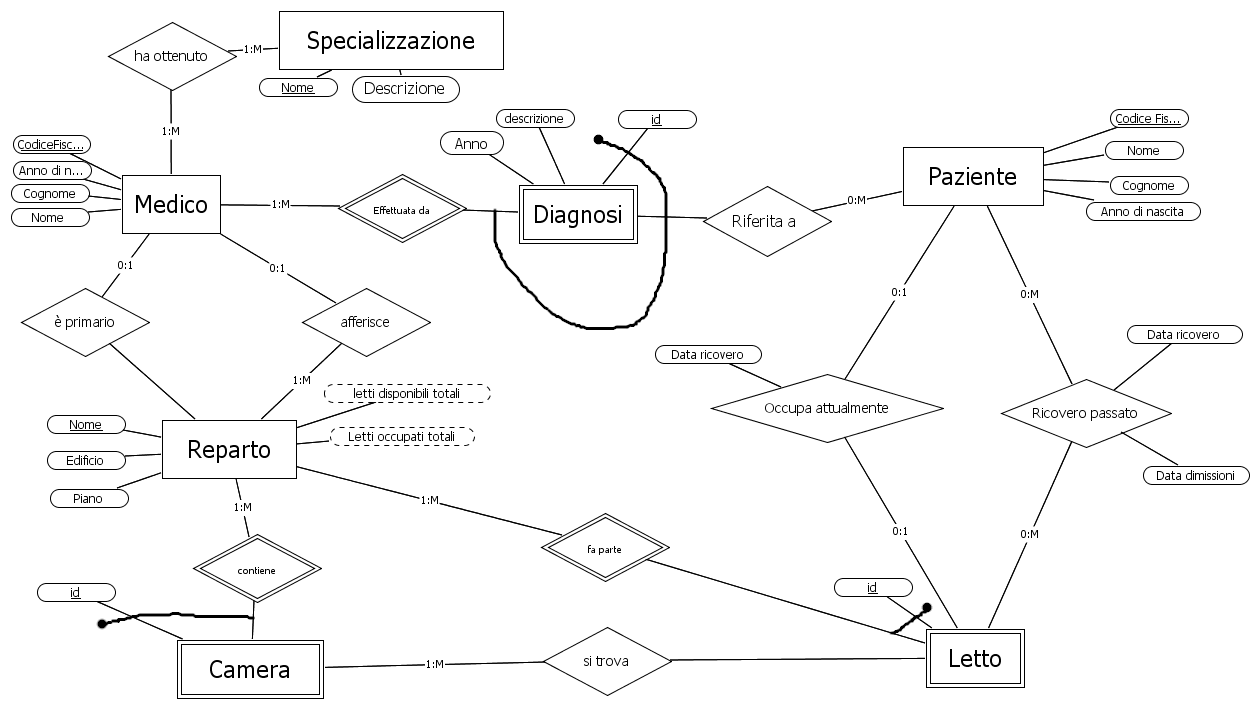 Specializzazione
ha ottenuto
1:M
Nome
Descrizione
1:M
descrizione
id
Codice Fis...
CodiceFisc...
Anno
Nome
Anno di n...
Paziente
Cognome
Cognome
Medico
1:M
Effettuata da
Diagnosi
Riferita a
0:M
Anno di nascita
Nome
0:1
0:1
0:1
0:M
è primario
afferisce
Data ricovero
Data ricovero
1:M
letti disponibili totali
Occupa attualmente
Ricovero passato
Nome
Letti occupati totali
Reparto
Edificio
Data dimissioni
Piano
1:M
1:M
0:1
0:M
fa parte
contiene
id
id
Camera
1:M
si trova
Letto